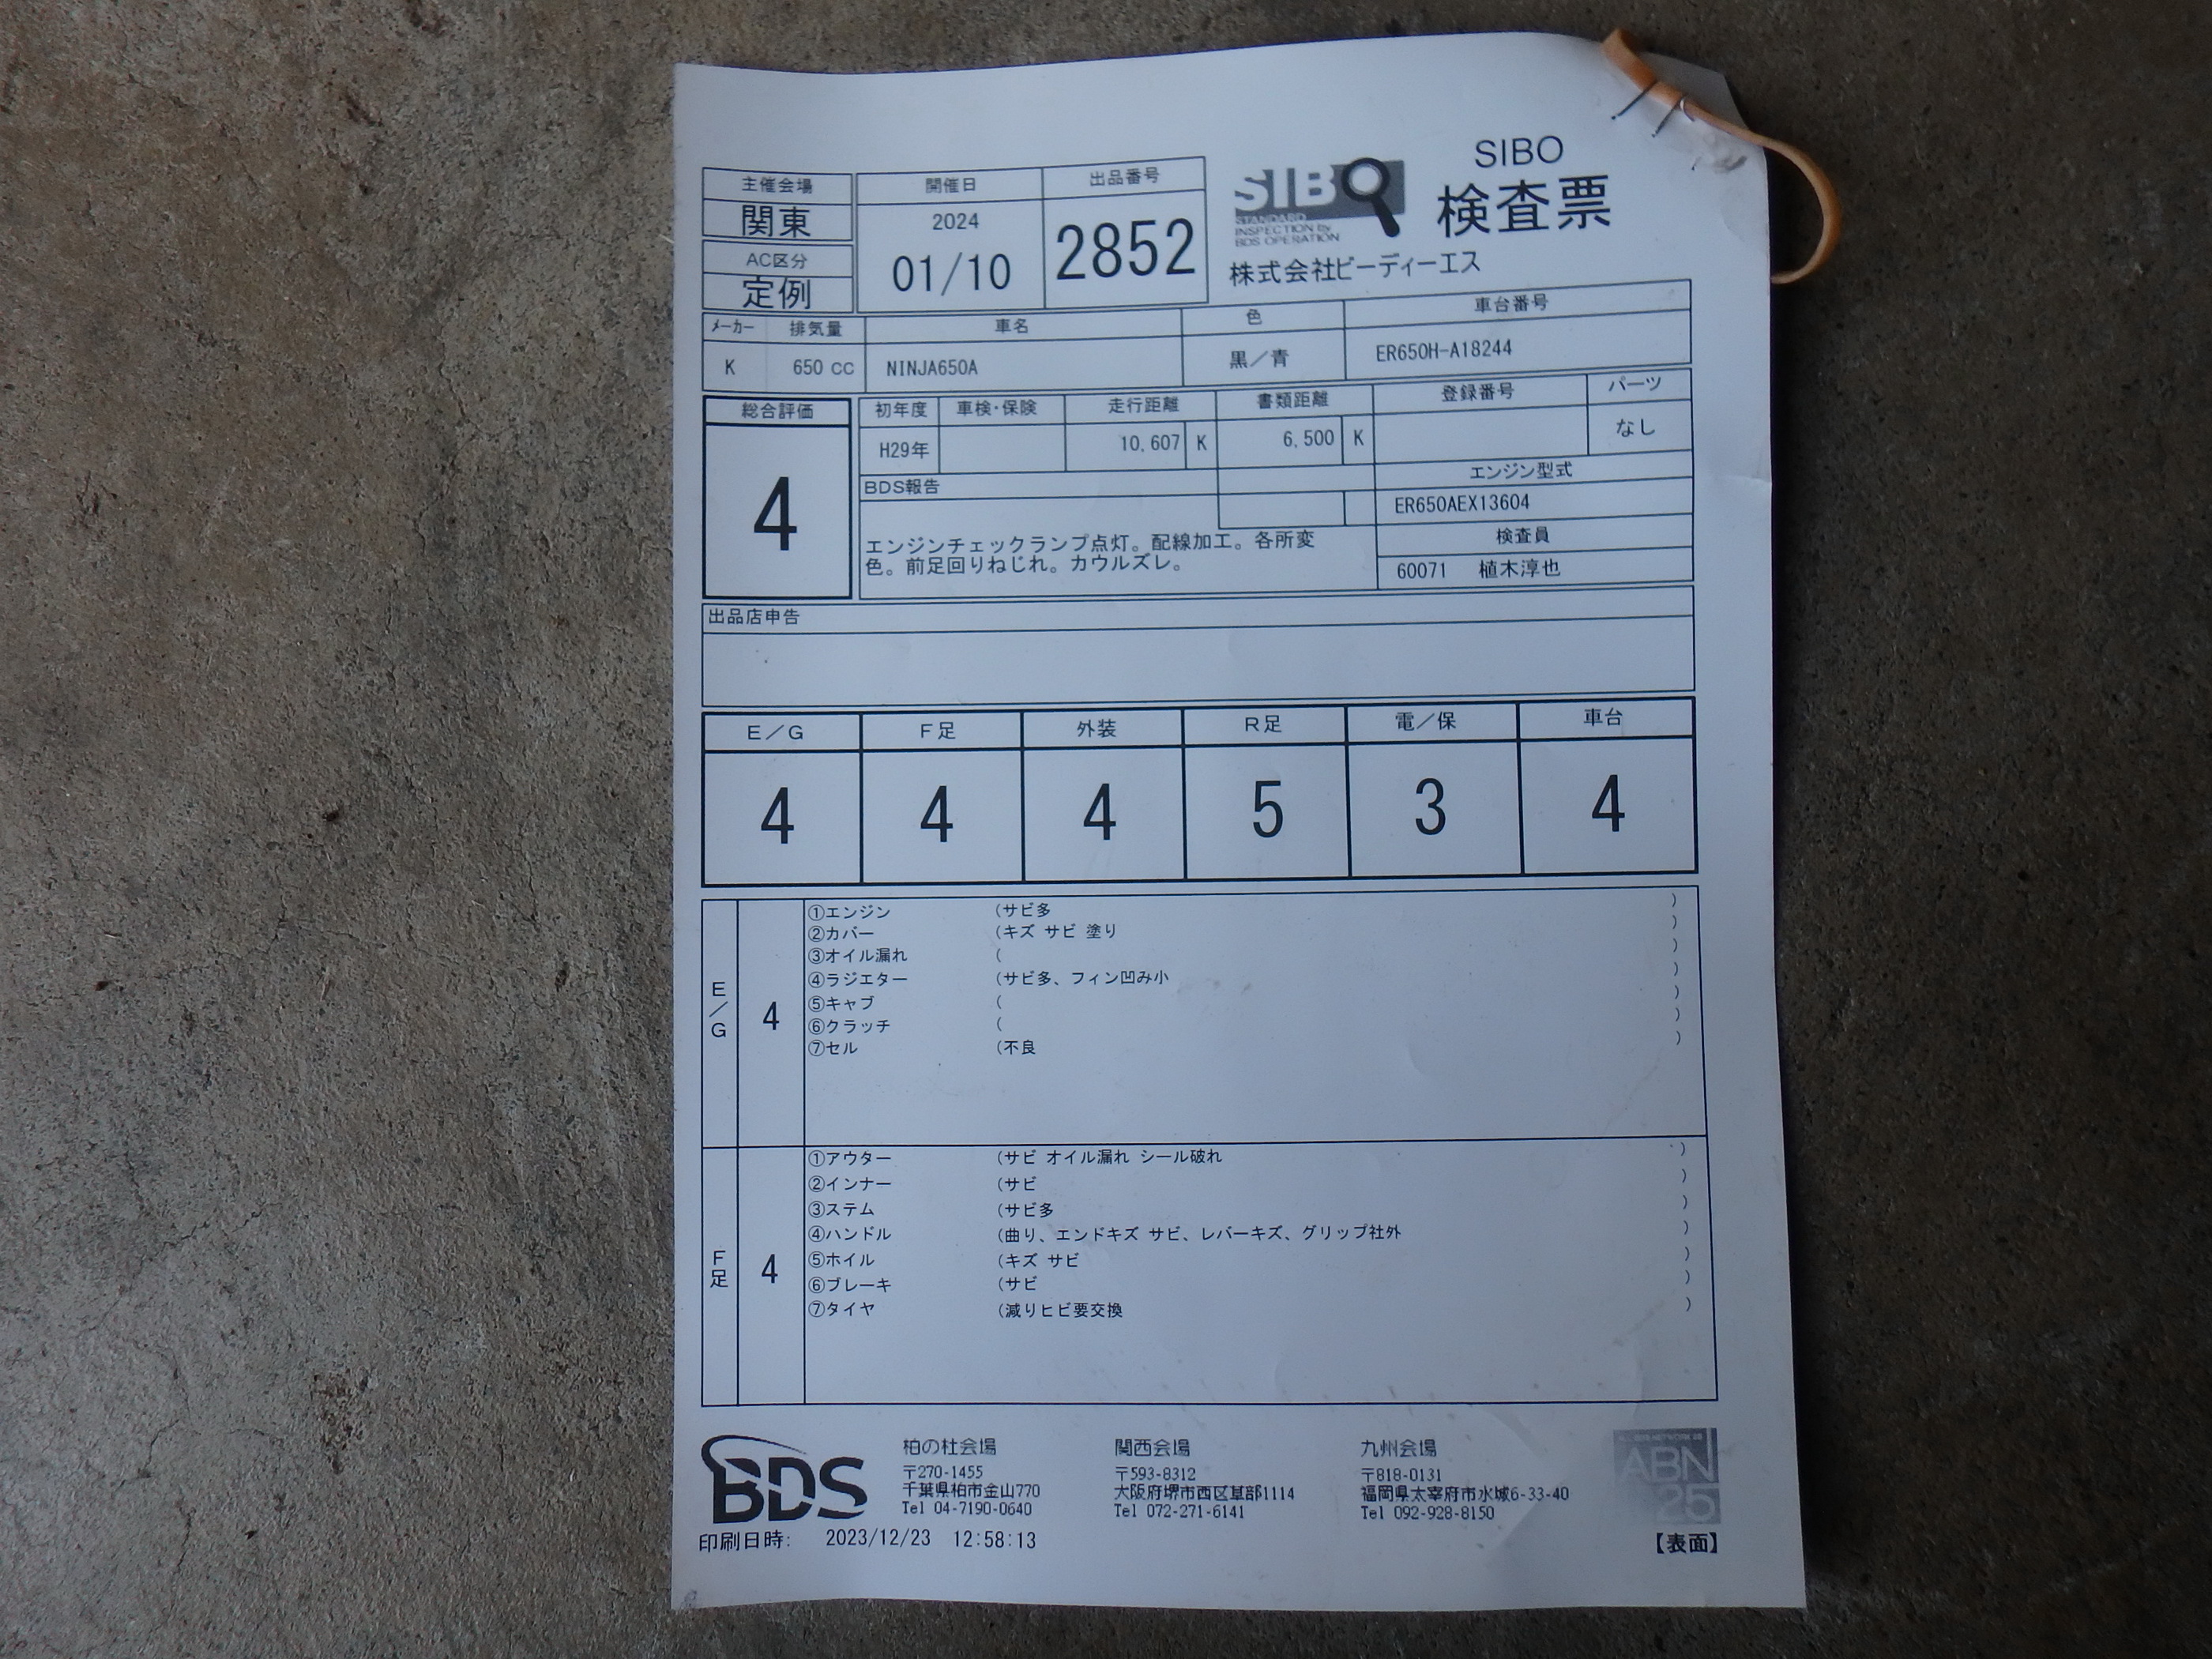 SIBO
検査票
SIBO
STANDARD
INSPECTION by
BDS OPERATION
株式会社ビーディーエス
主催会場 開催日 出品番号
関東 2024 01/10 2852
AC区分
定例
メーカー 排気量 車名 色 車台番号
K 650 CC NINJA650A 黒／青 ER650H-A18244
総合評価 初年度 車検・保険 走行距離 書類距離 登録番号 パーツ
4 H29年 10,607 K 6,500 K なし
BDS報告 エンジン型式
ER650AEX13604
エンジンチェックランプ点灯。配線加工。各所変
色。前足回りねじれ。カウルズレ。
検査員
60071 植木淳也
出品店申告
E／G F足 外装 R足 電／保 車台
4 4 4 5 3 4
E／G 4
①エンジン (サビ多 )
②カバー (キズ サビ 塗り )
③オイル漏れ ( )
④ラジエター (サビ多、フィン凹み小 )
⑤キャブ ( )
⑥クラッチ ( )
⑦セル (不良 )
F足 4
①アウター (サビ オイル漏れ シール破れ )
②インナー (サビ )
③ステム (サビ多 )
④ハンドル (曲り、エンドキズ サビ、レバーキズ、グリップ社外 )
⑤ホイル (キズ サビ )
⑥ブレーキ (サビ )
⑦タイヤ (減りヒビ要交換 )
BDS
柏の杜会場 関西会場 九州会場
〒270-1455 〒593-8312 〒818-0131
千葉県柏市金山770 大阪府堺市西区草部1114 福岡県太宰府市水城6-33-40
Tel 04-7190-0640 Tel 072-271-6141 Tel 092-928-8150
ABN
25
印刷日時: 2023/12/23 12:58:13
【表面】